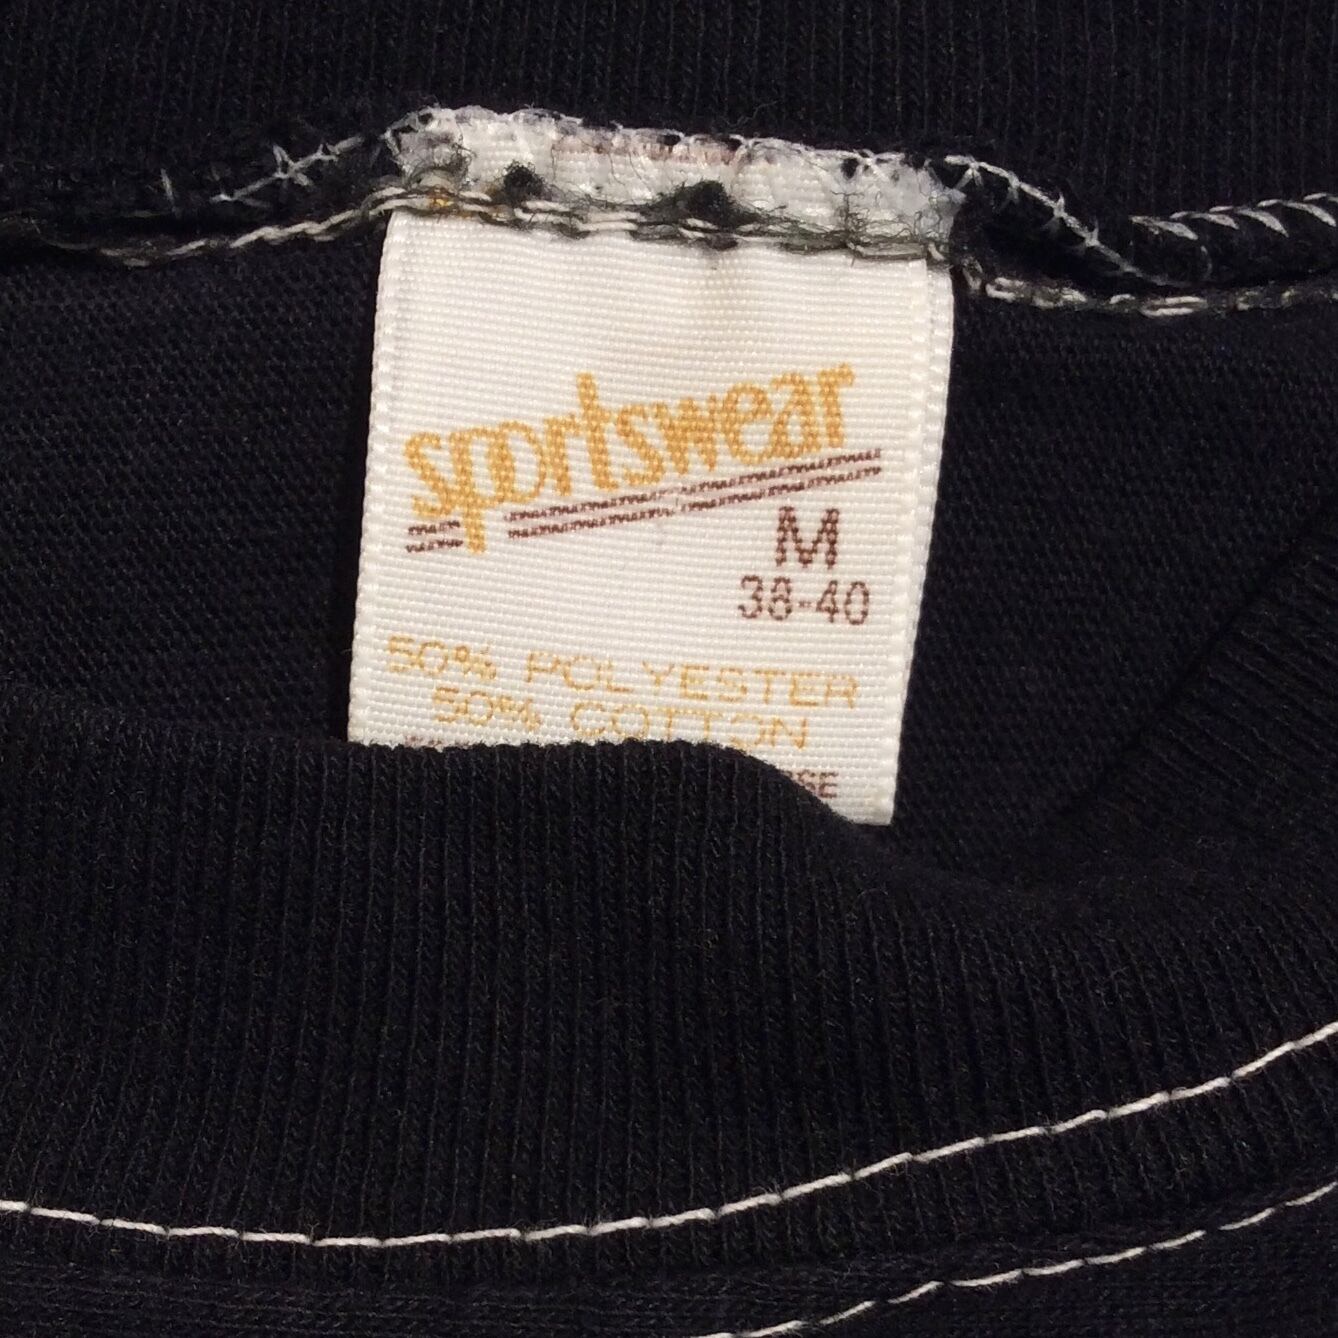 sportswear
M
38-40
50% POLYESTER
50% COTTON